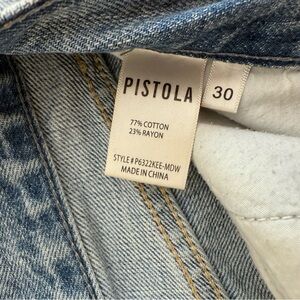 PISTOLA
30
77% COTTON
23% RAYON
STYLE # P6322KEE-MDW
MADE IN CHINA